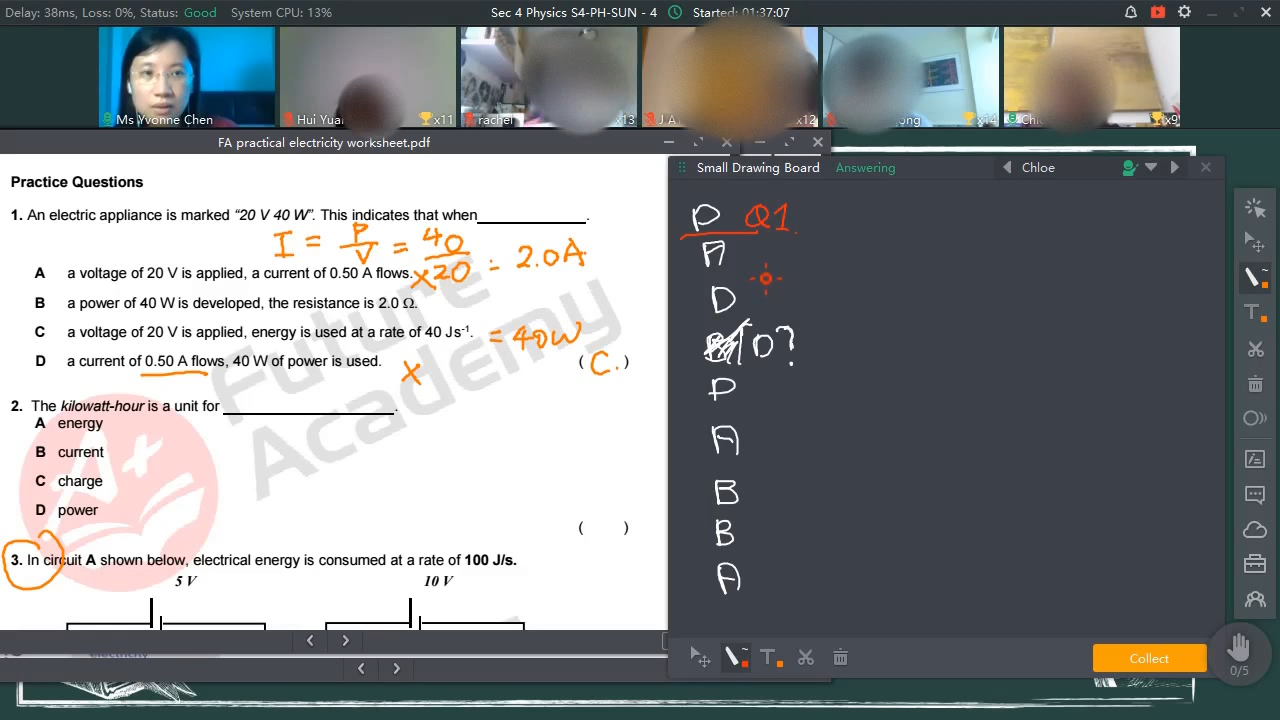 Delay: 38ms, Loss: 0%, Status: Good System CPU: 13% Sec 4 Physics S4-PH-SUN - 4 Started: 01:37:07
Ms Yvonne Chen Hui Yuan x11 rachel x13 J A x12 ong x14 Chl x9
FA practical electricity worksheet.pdf
Practice Questions
1. An electric appliance is marked "20 V 40 W". This indicates that when____________.
I = P/V = 40/20 = 2.0A
A a voltage of 20 V is applied, a current of 0.50 A flows. x
B a power of 40 W is developed, the resistance is 2.0 Ω.
C a voltage of 20 V is applied, energy is used at a rate of 40 Js⁻¹. = 40W
D a current of 0.50 A flows, 40 W of power is used. x ( C. )
2. The kilowatt-hour is a unit for ____________________.
A energy
B current
C charge
D power
( )
3. In circuit A shown below, electrical energy is consumed at a rate of 100 J/s.
5 V 10 V
electricity
Small Drawing Board Answering Chloe
D Q1.
A
D
D?
D
A
B
B
A
Collect
0/5
Future
Academy
A+